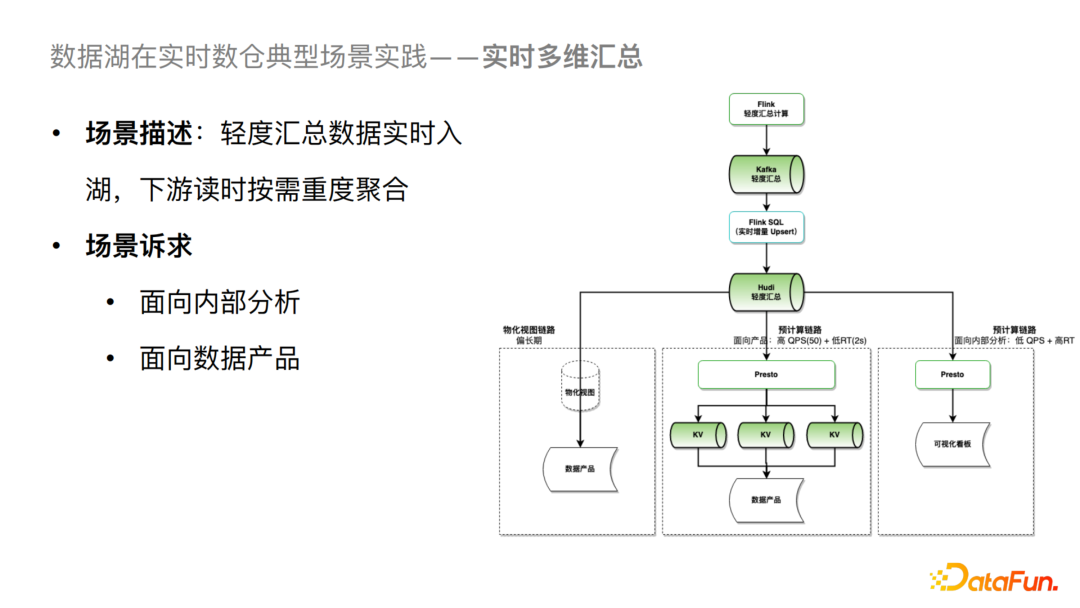 数据湖在实时数仓典型场景实践——实时多维汇总
• 场景描述：轻度汇总数据实时入
湖，下游读时按需重度聚合
• 场景诉求
• 面向内部分析
• 面向数据产品
Flink
轻度汇总计算
Kafka
轻度汇总
Flink SQL
（实时增量 Upsert）
Hudi
轻度汇总
物化视图链路
偏长期
物化视图
数据产品
预计算链路
面向产品：高 QPS(50) + 低RT(2s)
Presto
KV
KV
KV
数据产品
预计算链路
面向内部分析：低 QPS + 高RT
Presto
可视化看板
DataFun.